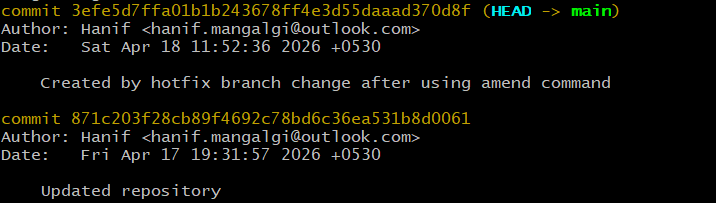 commit 3efe5d7ffa01b1b243678ff4e3d55daaad370d8f (HEAD -> main)
Author: Hanif <hanif.mangalgi@outlook.com>
Date:   Sat Apr 18 11:52:36 2026 +0530
    Created by hotfix branch change after using amend command
commit 871c203f28cb89f4692c78bd6c36ea531b8d0061
Author: Hanif <hanif.mangalgi@outlook.com>
Date:   Fri Apr 17 19:31:57 2026 +0530
    Updated repository